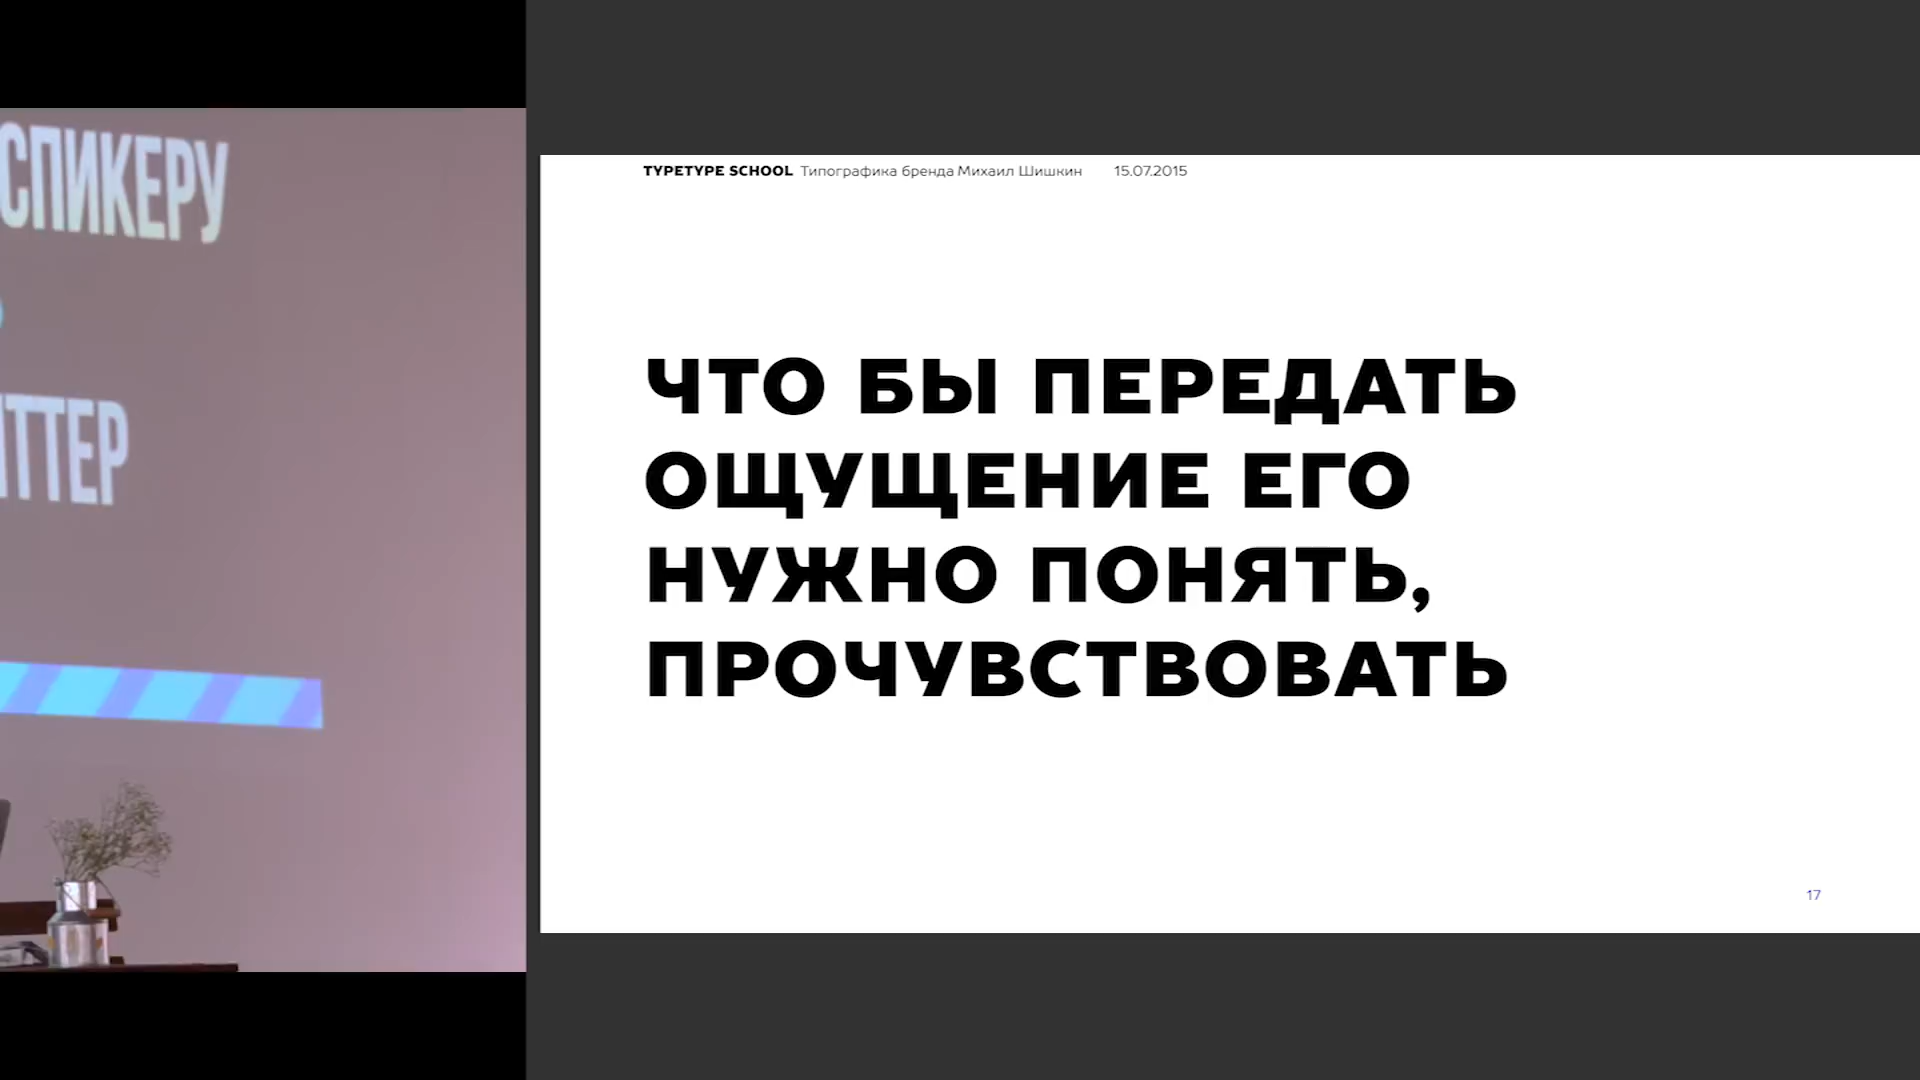 СПИКЕРУ
TYPETYPE SCHOOL Типографика бренда Михаил Шишкин 15.07.2015
ЧТО БЫ ПЕРЕДАТЬ
ОЩУЩЕНИЕ ЕГО
НУЖНО ПОНЯТЬ,
ПРОЧУВСТВОВАТЬ
17